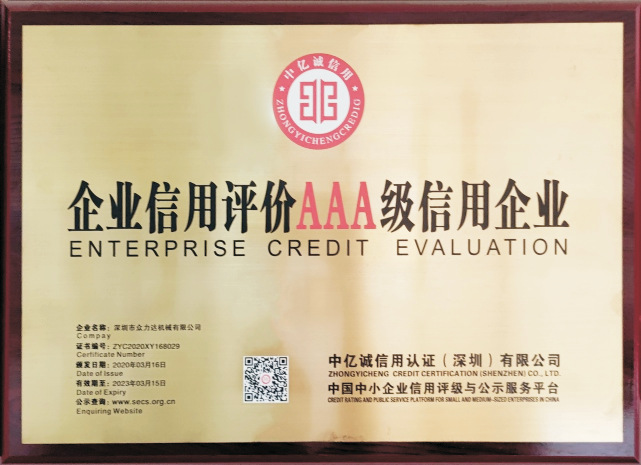 中亿诚信用
ZHONGYICHENGCREDIG
企业信用评价AAA级信用企业
ENTERPRISE CREDIT EVALUATION
企业名称：深圳市众力达机械有限公司
Compay
证书编号：ZYC2020XY168029
Certificate Number
颁发日期：2020年03月16日
Date of Issue
有效期至：2023年03月15日
Date of Expiry
公示查询：www.secs.org.cn
Enquiring Website
中亿诚信用认证（深圳）有限公司
ZHONGYICHENG CREDIT CERTIFICATION (SHENZHEN) CO., LTD.
中国中小企业信用评级与公示服务平台
CREDIT RATING AND PUBLIC SERVICE PLATFORM FOR SMALL AND MEDIUM-SIZED ENTERPRISES IN CHINA